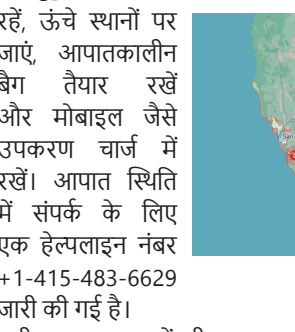 रहें, ऊंचे स्थानों पर
जाएं, आपातकालीन
बैग तैयार रखें
और मोबाइल जैसे
उपकरण चार्ज में
रखें। आपात स्थिति
में संपर्क के लिए
एक हेल्पलाइन नंबर
+1-415-483-6629
जारी की गई है।
San